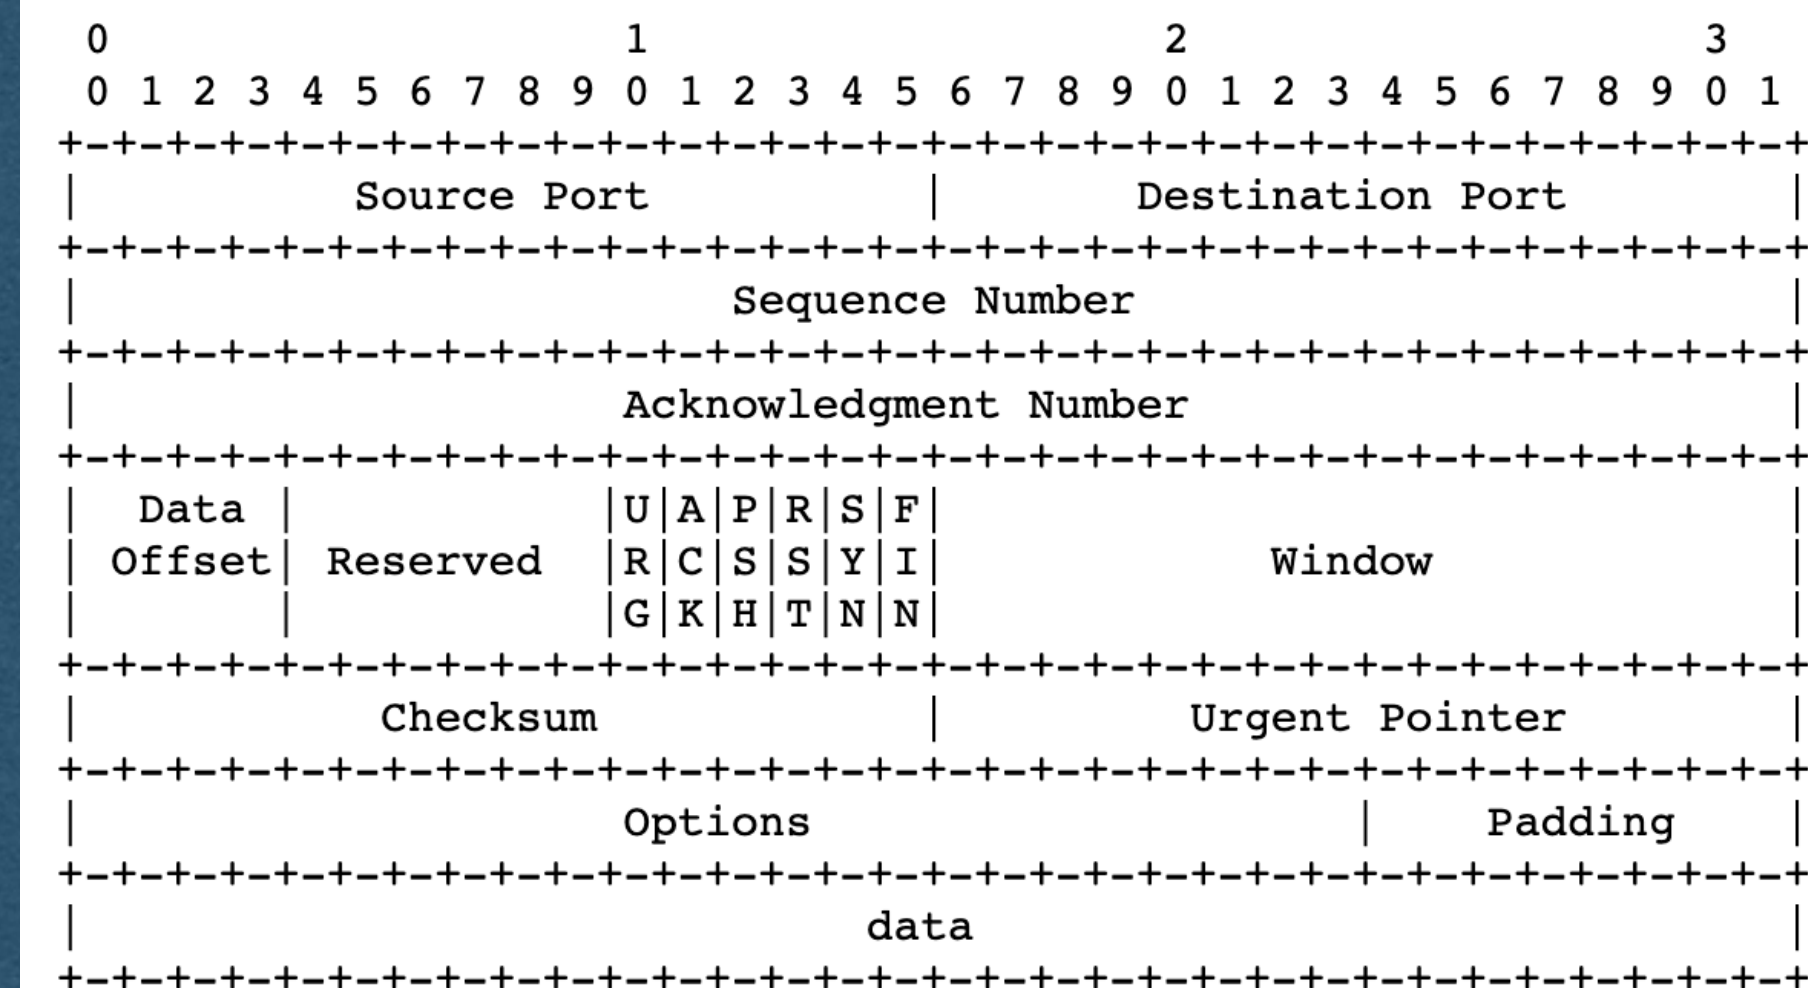 0                   1                   2                   3
 0 1 2 3 4 5 6 7 8 9 0 1 2 3 4 5 6 7 8 9 0 1 2 3 4 5 6 7 8 9 0 1
+-+-+-+-+-+-+-+-+-+-+-+-+-+-+-+-+-+-+-+-+-+-+-+-+-+-+-+-+-+-+-+-+
|          Source Port          |       Destination Port        |
+-+-+-+-+-+-+-+-+-+-+-+-+-+-+-+-+-+-+-+-+-+-+-+-+-+-+-+-+-+-+-+-+
|                        Sequence Number                        |
+-+-+-+-+-+-+-+-+-+-+-+-+-+-+-+-+-+-+-+-+-+-+-+-+-+-+-+-+-+-+-+-+
|                    Acknowledgment Number                      |
+-+-+-+-+-+-+-+-+-+-+-+-+-+-+-+-+-+-+-+-+-+-+-+-+-+-+-+-+-+-+-+-+
|  Data |           |U|A|P|R|S|F|                               |
| Offset| Reserved  |R|C|S|S|Y|I|            Window             |
|       |           |G|K|H|T|N|N|                               |
+-+-+-+-+-+-+-+-+-+-+-+-+-+-+-+-+-+-+-+-+-+-+-+-+-+-+-+-+-+-+-+-+
|           Checksum            |         Urgent Pointer        |
+-+-+-+-+-+-+-+-+-+-+-+-+-+-+-+-+-+-+-+-+-+-+-+-+-+-+-+-+-+-+-+-+
|                    Options                    |    Padding    |
+-+-+-+-+-+-+-+-+-+-+-+-+-+-+-+-+-+-+-+-+-+-+-+-+-+-+-+-+-+-+-+-+
|                             data                              |
+-+-+-+-+-+-+-+-+-+-+-+-+-+-+-+-+-+-+-+-+-+-+-+-+-+-+-+-+-+-+-+-+